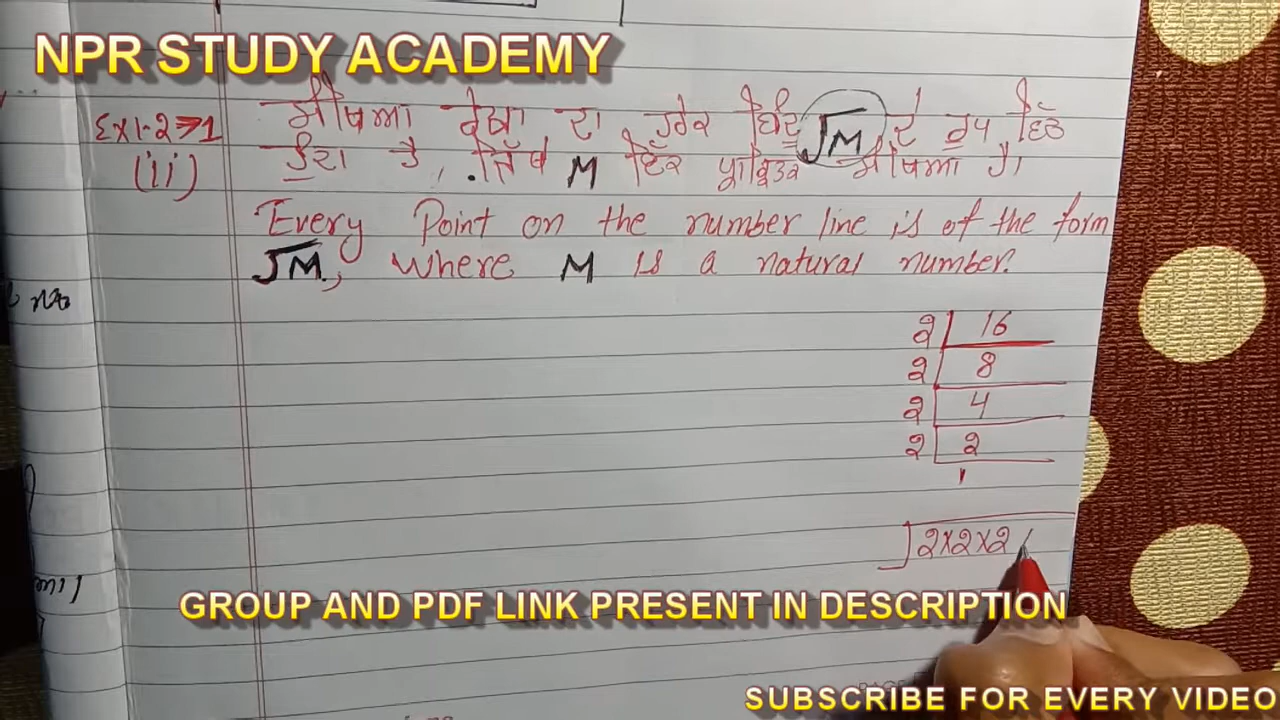 NPR STUDY ACADEMY
Ex 1.2 ⇒ 1
(ii)
ਰੇਖਾ ਦਾ ਹਰੇਕ ਬਿੰਦੂ √M ਦੇ ਰੂਪ ਵਿੱਚ
ਹੁੰਦਾ ਹੈ, ਜਿੱਥੇ M ਇੱਕ ਪ੍ਰਾਕ੍ਰਿਤਕ ਸੰਖਿਆ ਹੈ।
Every Point on the number line is of the form
√M, where M is a natural number.
2 | 16
2 | 8
2 | 4
2 | 2
1
√2×2×2
GROUP AND PDF LINK PRESENT IN DESCRIPTION
SUBSCRIBE FOR EVERY VIDEO